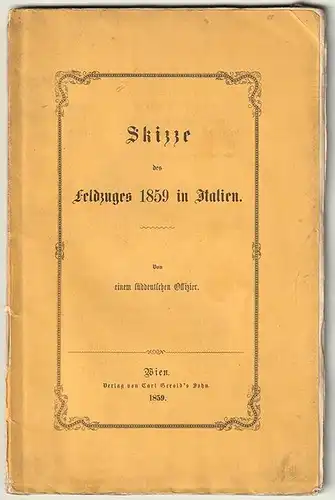 Skizze
des
Feldzuges 1859 in Italien.
Von
einem süddeutschen Offizier.
Wien.
Verlag von Carl Gerold's Sohn.
1859.